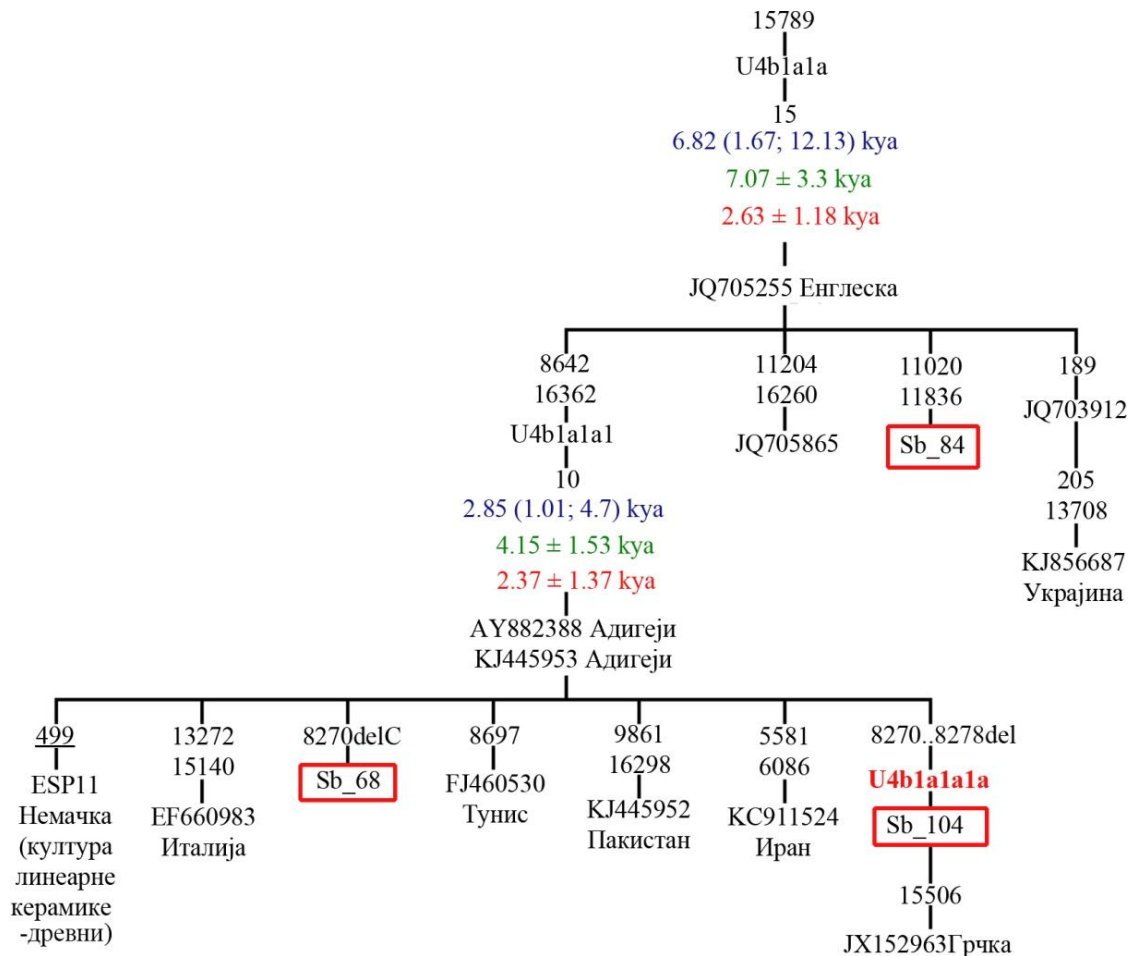 15789
U4b1a1a
15
6.82 (1.67; 12.13) kya
7.07 ± 3.3 kya
2.63 ± 1.18 kya
JQ705255 Енглеска
8642
16362
U4b1a1a1
10
2.85 (1.01; 4.7) kya
4.15 ± 1.53 kya
2.37 ± 1.37 kya
AY882388 Адигеји
KJ445953 Адигеји
11204
16260
JQ705865
11020
11836
Sb_84
189
JQ703912
205
13708
KJ856687
Украјина
499
ESP11
Немачка
(култура
линеарне
керамике
-древни)
13272
15140
EF660983
Италија
8270delC
Sb_68
8697
FJ460530
Тунис
9861
16298
KJ445952
Пакистан
5581
6086
KC911524
Иран
8270..8278del
U4b1a1a1a
Sb_104
15506
JX152963Грчка